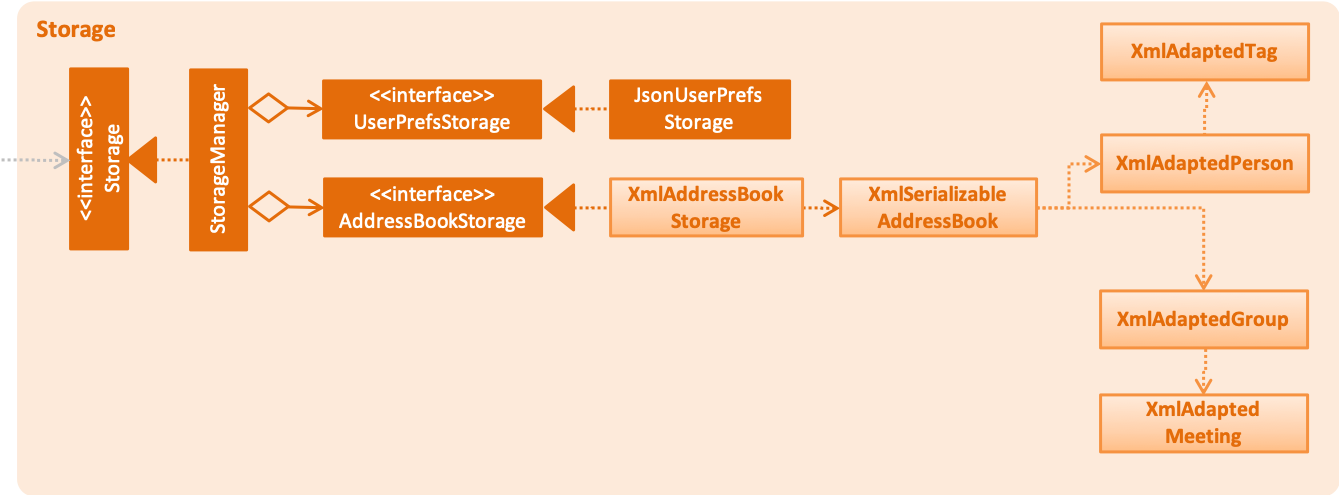 Storage
<<interface>>
Storage
StorageManager
<<interface>>
UserPrefsStorage
JsonUserPrefs
Storage
<<interface>>
AddressBookStorage
XmlAddressBook
Storage
XmlSerializable
AddressBook
XmlAdaptedTag
XmlAdaptedPerson
XmlAdaptedGroup
XmlAdapted
Meeting